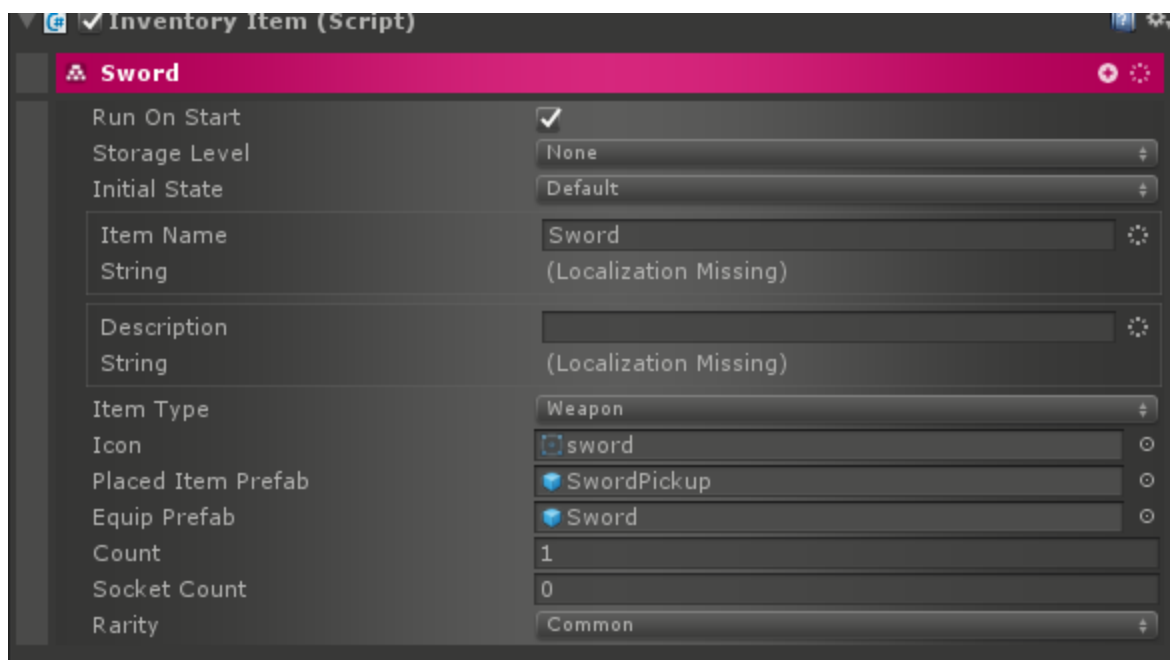 Inventory Item (Script)
Sword
Run On Start
Storage Level None
Initial State Default
Item Name Sword
String (Localization Missing)
Description
String (Localization Missing)
Item Type Weapon
Icon sword
Placed Item Prefab SwordPickup
Equip Prefab Sword
Count 1
Socket Count 0
Rarity Common